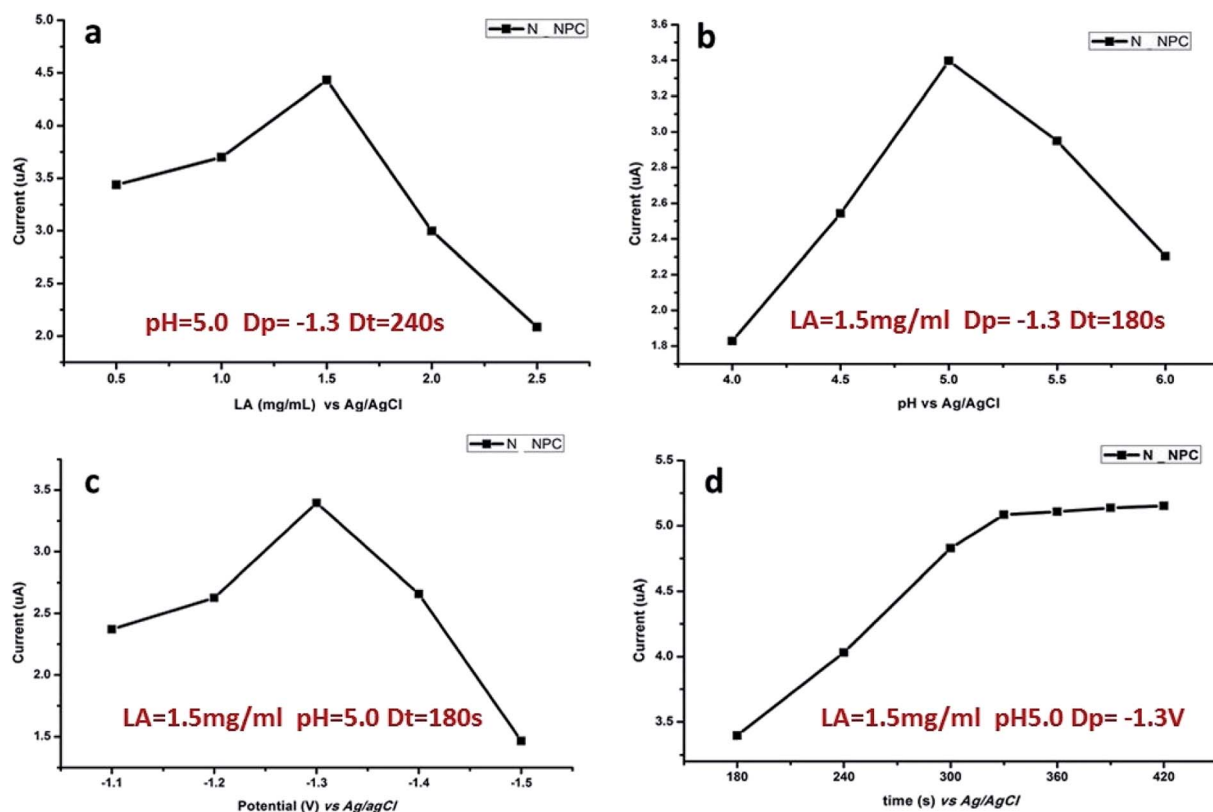 a
N _ NPC
5.0
4.5
4.0
3.5
3.0
2.5
2.0
Current (uA)
pH=5.0 Dp= -1.3 Dt=240s
0.5 1.0 1.5 2.0 2.5
LA (mg/mL) vs Ag/AgCl
b
N _ NPC
3.6
3.4
3.2
3.0
2.8
2.6
2.4
2.2
2.0
1.8
Current (uA)
LA=1.5mg/ml Dp= -1.3 Dt=180s
4.0 4.5 5.0 5.5 6.0
pH vs Ag/AgCl
c
N _ NPC
3.5
3.0
2.5
2.0
1.5
Current (uA)
LA=1.5mg/ml pH=5.0 Dt=180s
-1.1 -1.2 -1.3 -1.4 -1.5
Potential (V) vs Ag/agCl
d
N _ NPC
5.5
5.0
5.5
4.0
3.5
Current (uA)
LA=1.5mg/ml pH5.0 Dp= -1.3V
180 240 300 360 420
time (s) vs Ag/AgCl